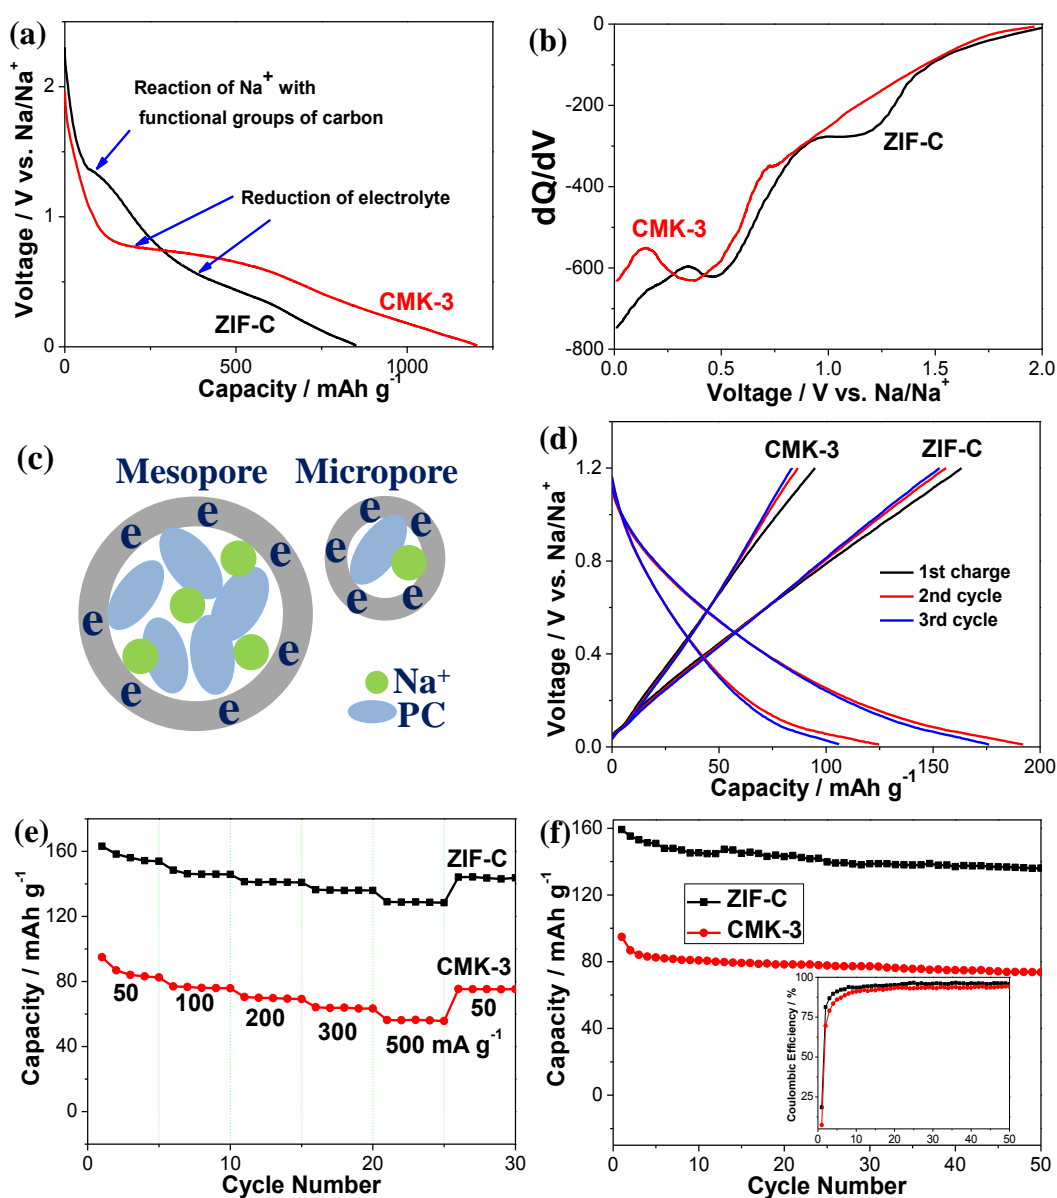 (a)
2
1
0
Voltage / V vs. Na/Na⁺
Reaction of Na⁺ with
functional groups of carbon
Reduction of electrolyte
CMK-3
ZIF-C
0 500 1000
Capacity / mAh g⁻¹
(b)
0
-200
-400
-600
-800
dQ/dV
ZIF-C
CMK-3
0.0 0.5 1.0 1.5 2.0
Voltage / V vs. Na/Na⁺
(c)
Mesopore Micropore
e e e e e e e e
e e e e
Na⁺
PC
(d)
1.2
0.8
0.4
0.0
Voltage / V vs. Na/Na⁺
CMK-3 ZIF-C
1st charge
2nd cycle
3rd cycle
0 50 100 150 200
Capacity / mAh g⁻¹
(e)
160
120
80
40
0
Capacity / mAh g⁻¹
ZIF-C
CMK-3
50 100 200 300 500 mA g⁻¹ 50
0 10 20 30
Cycle Number
(f)
160
120
80
40
0
Capacity / mAh g⁻¹
ZIF-C
CMK-3
100
75
50
25
Coulombic Efficiency / %
0 10 20 30 40 50
0 10 20 30 40 50
Cycle Number